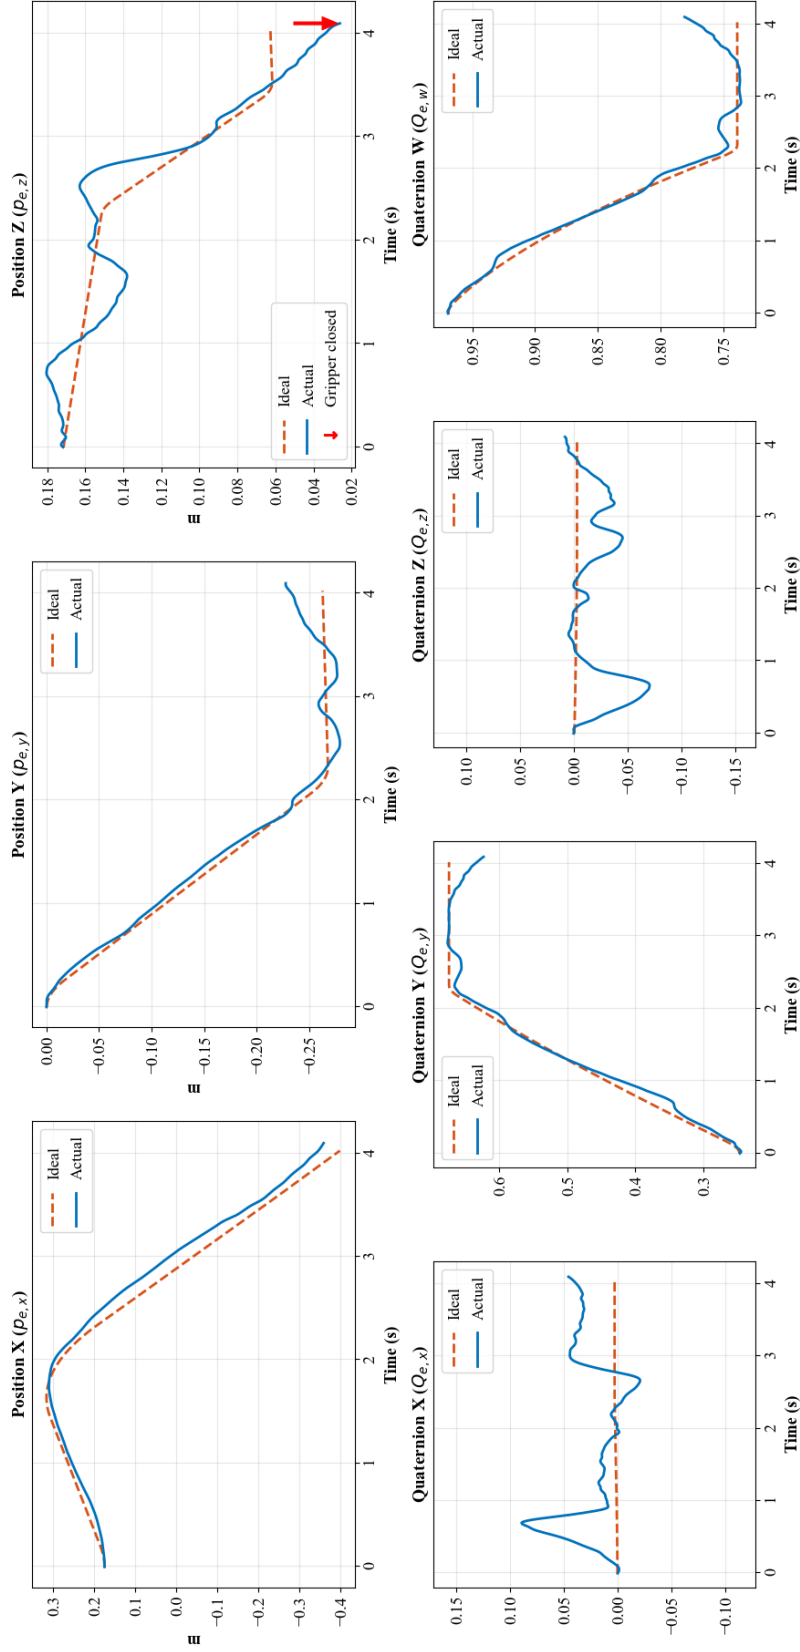 Position X (p_{e,x})
m
0.3
0.2
0.1
0.0
−0.1
−0.2
−0.3
−0.4
0
1
2
3
4
Time (s)
Ideal
Actual
Position Y (p_{e,y})
m
0.00
−0.05
−0.10
−0.15
−0.20
−0.25
0
1
2
3
4
Time (s)
Ideal
Actual
Position Z (p_{e,z})
m
0.18
0.16
0.14
0.12
0.10
0.08
0.06
0.04
0.02
0
1
2
3
4
Time (s)
Ideal
Actual
Gripper closed
Quaternion X (Q_{e,x})
0.15
0.10
0.05
0.00
−0.05
−0.10
0
1
2
3
4
Time (s)
Ideal
Actual
Quaternion Y (Q_{e,y})
0.6
0.5
0.4
0.3
0
1
2
3
4
Time (s)
Ideal
Actual
Quaternion Z (Q_{e,z})
0.10
0.05
0.00
−0.05
−0.10
−0.15
0
1
2
3
4
Time (s)
Ideal
Actual
Quaternion W (Q_{e,w})
0.95
0.90
0.85
0.80
0.75
0
1
2
3
4
Time (s)
Ideal
Actual